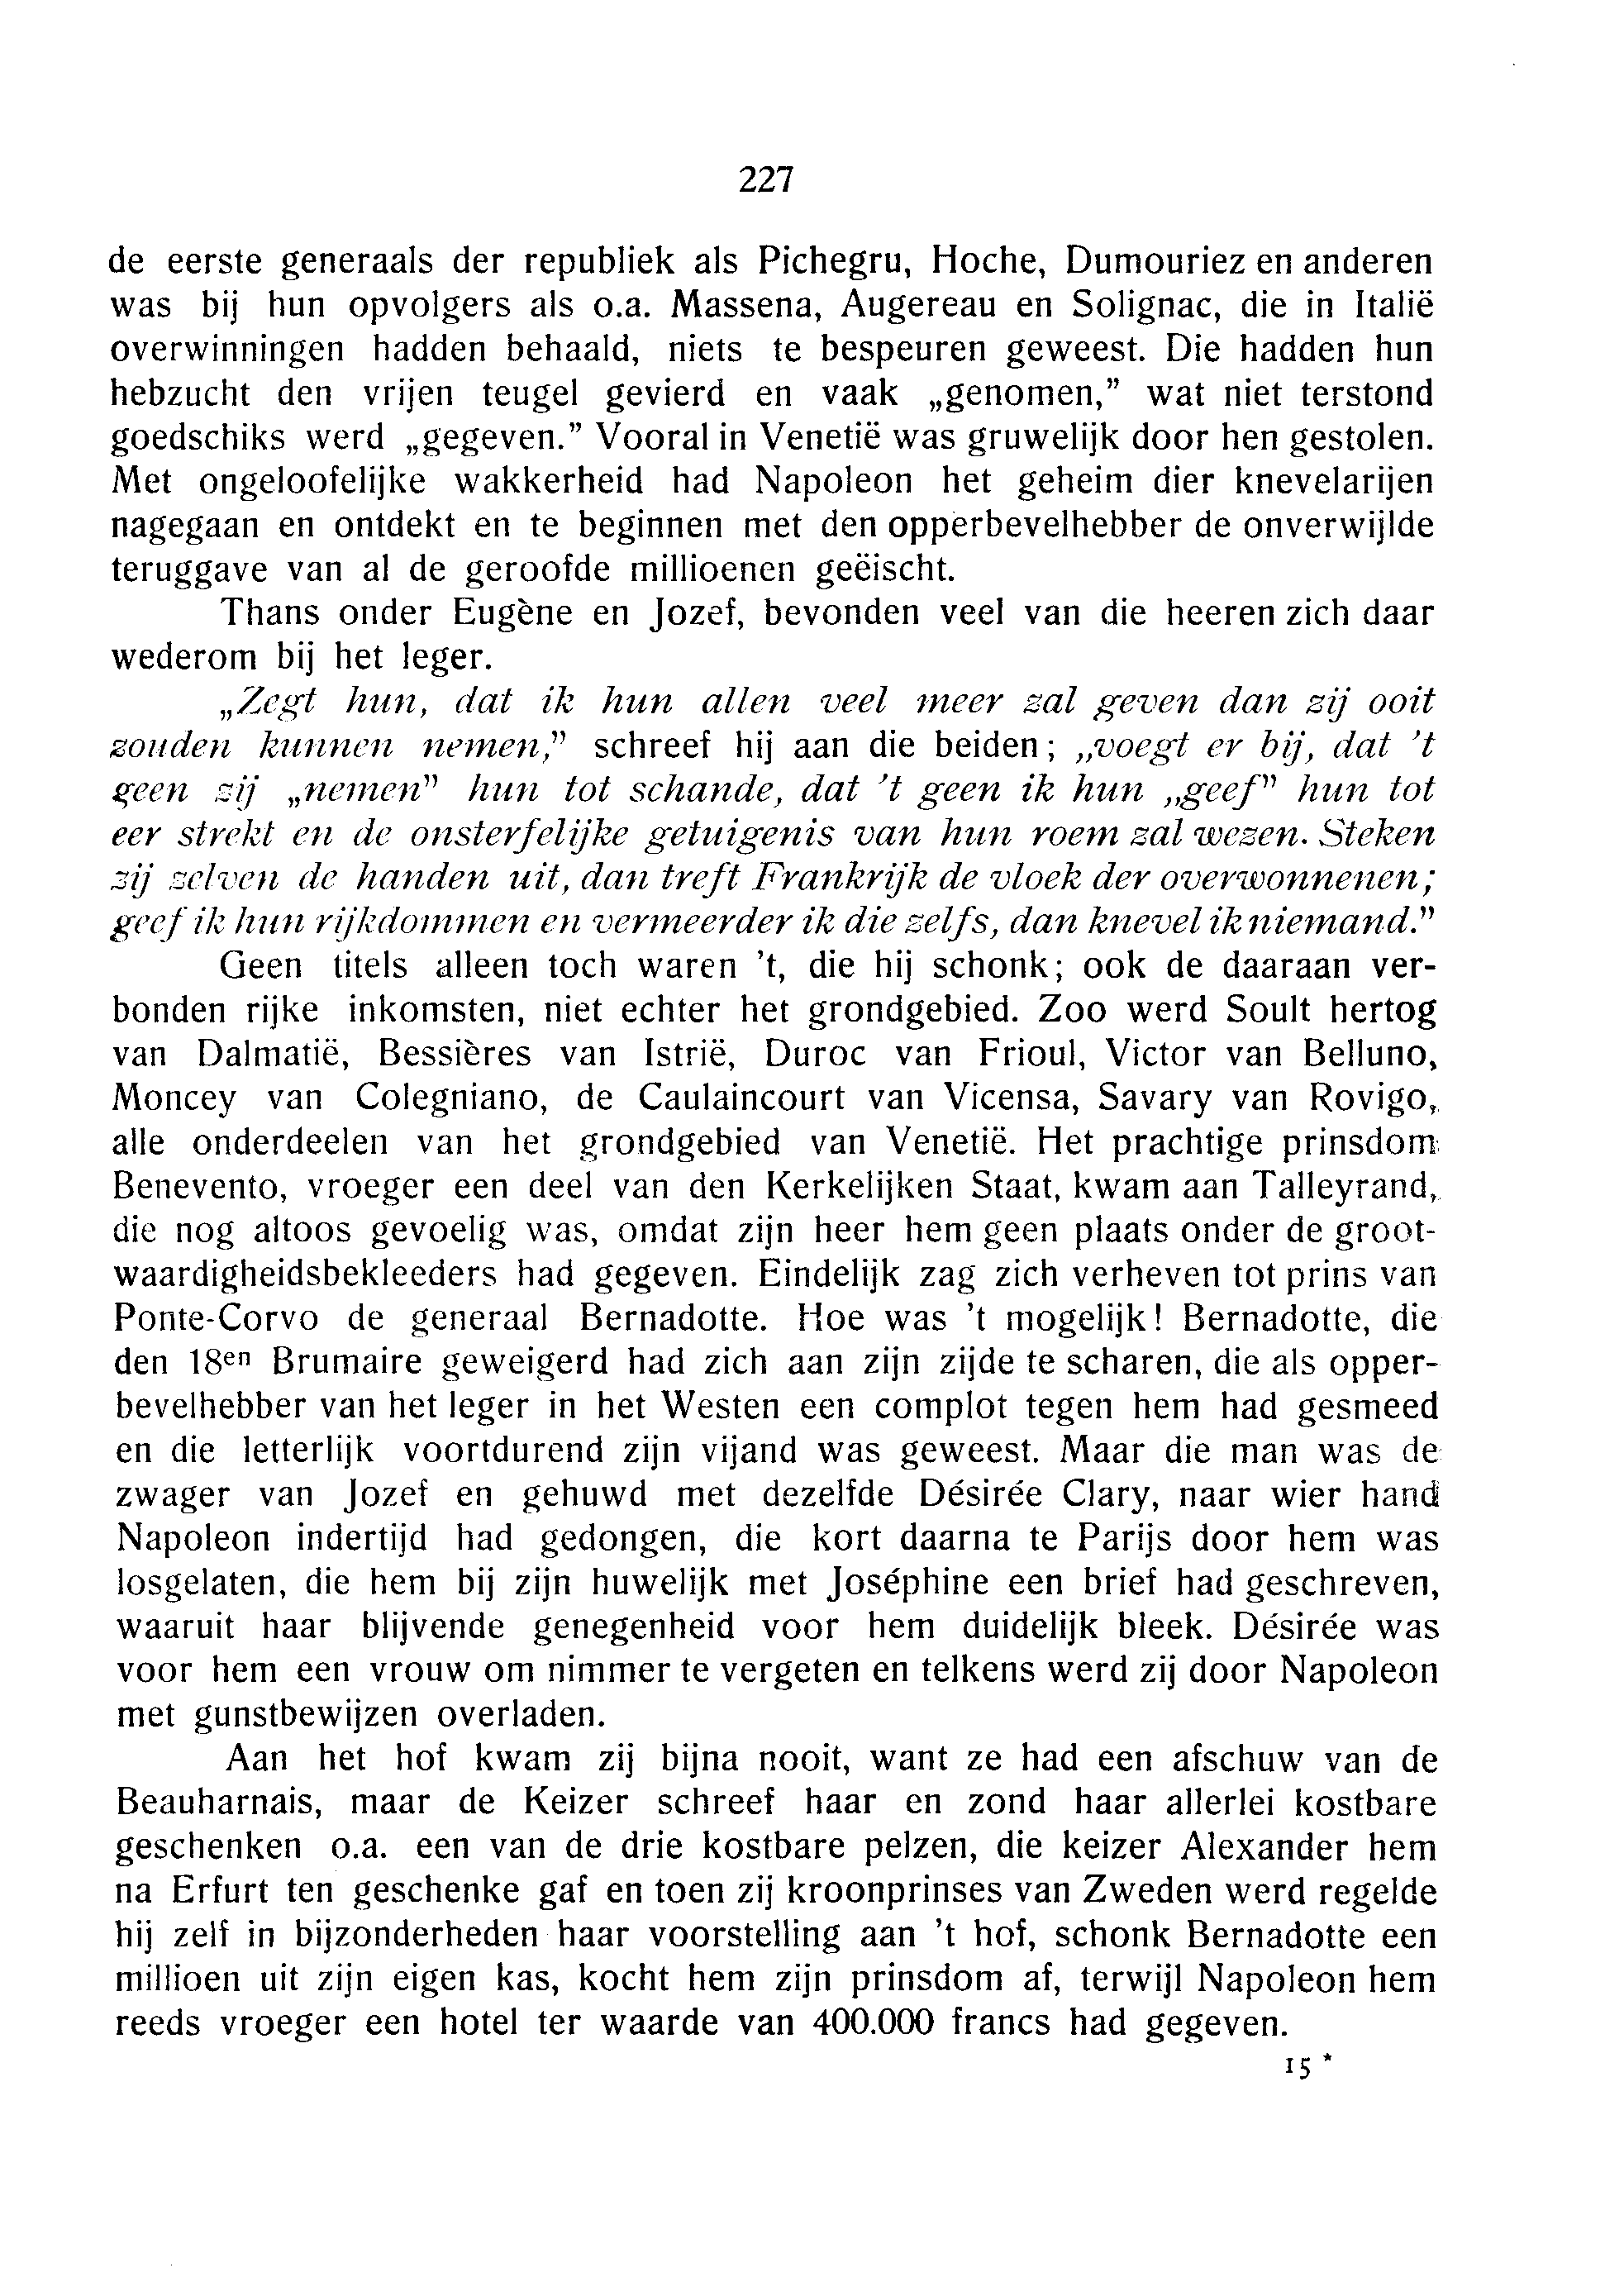 227
de eerste generaals der republiek als Pichegru, Hoche, Dumouriez en anderen
was bij hun opvolgers als o.a. Massena, Augereau en Solignac, die in Italië
overwinningen hadden behaald, niets te bespeuren geweest. Die hadden hun
hebzucht den vrijen teugel gevierd en vaak „genomen,” wat niet terstond
goedschiks werd „gegeven.” Vooral in Venetië was gruwelijk door hen gestolen.
Met ongeloofelijke wakkerheid had Napoleon het geheim dier knevelarijen
nagegaan en ontdekt en te beginnen met den opperbevelhebber de onverwijlde
teruggave van al de geroofde millioenen geëischt.
Thans onder Eugène en Jozef, bevonden veel van die heeren zich daar
wederom bij het leger.
„Zegt hun, dat ik hun allen veel meer zal geven dan zij ooit
zouden kunnen nemen,” schreef hij aan die beiden; „voegt er bij, dat 't
geen zij „nemen” hun tot schande, dat 't geen ik hun „geef” hun tot
eer strekt en de onsterfelijke getuigenis van hun roem zal wezen. Steken
zij zelven de handen uit, dan treft Frankrijk de vloek der overwonnenen;
geef ik hun rijkdommen en vermeerder ik die zelfs, dan knevel ik niemand.”
Geen titels alleen toch waren 't, die hij schonk; ook de daaraan ver-
bonden rijke inkomsten, niet echter het grondgebied. Zoo werd Soult hertog
van Dalmatië, Bessières van Istrië, Duroc van Frioul, Victor van Belluno,
Moncey van Colegniano, de Caulaincourt van Vicensa, Savary van Rovigo,
alle onderdeelen van het grondgebied van Venetië. Het prachtige prinsdom
Benevento, vroeger een deel van den Kerkelijken Staat, kwam aan Talleyrand,
die nog altoos gevoelig was, omdat zijn heer hem geen plaats onder de groot-
waardigheidsbekleeders had gegeven. Eindelijk zag zich verheven tot prins van
Ponte-Corvo de generaal Bernadotte. Hoe was 't mogelijk! Bernadotte, die
den 18en Brumaire geweigerd had zich aan zijn zijde te scharen, die als opper-
bevelhebber van het leger in het Westen een complot tegen hem had gesmeed
en die letterlijk voortdurend zijn vijand was geweest. Maar die man was de
zwager van Jozef en gehuwd met dezelfde Désirée Clary, naar wier hand
Napoleon indertijd had gedongen, die kort daarna te Parijs door hem was
losgelaten, die hem bij zijn huwelijk met Joséphine een brief had geschreven,
waaruit haar blijvende genegenheid voor hem duidelijk bleek. Désirée was
voor hem een vrouw om nimmer te vergeten en telkens werd zij door Napoleon
met gunstbewijzen overladen.
Aan het hof kwam zij bijna nooit, want ze had een afschuw van de
Beauharnais, maar de Keizer schreef haar en zond haar allerlei kostbare
geschenken o.a. een van de drie kostbare pelzen, die keizer Alexander hem
na Erfurt ten geschenke gaf en toen zij kroonprinses van Zweden werd regelde
hij zelf in bijzonderheden haar voorstelling aan 't hof, schonk Bernadotte een
millioen uit zijn eigen kas, kocht hem zijn prinsdom af, terwijl Napoleon hem
reeds vroeger een hotel ter waarde van 400.000 francs had gegeven.
15 *